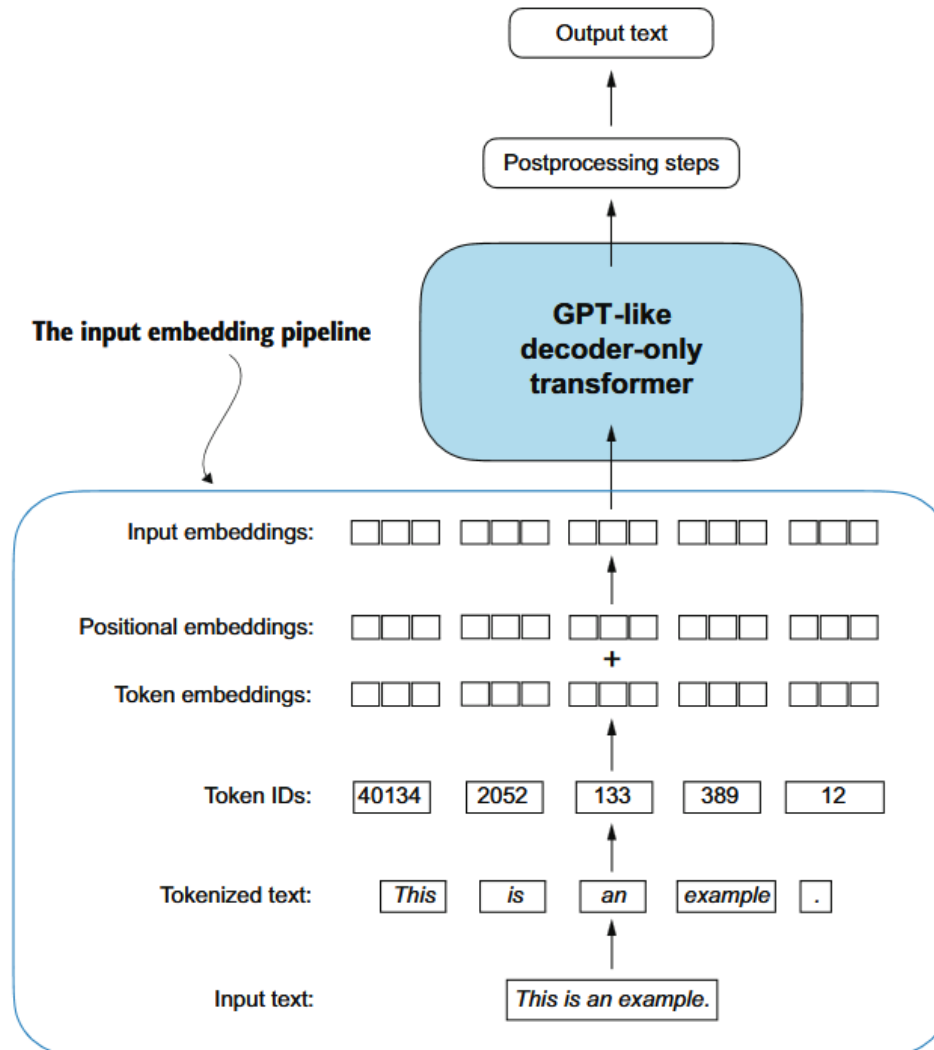 Output text
Postprocessing steps
GPT-like
decoder-only
transformer
The input embedding pipeline
Input embeddings:
Positional embeddings:
+
Token embeddings:
Token IDs: 40134 2052 133 389 12
Tokenized text: This is an example .
Input text: This is an example.